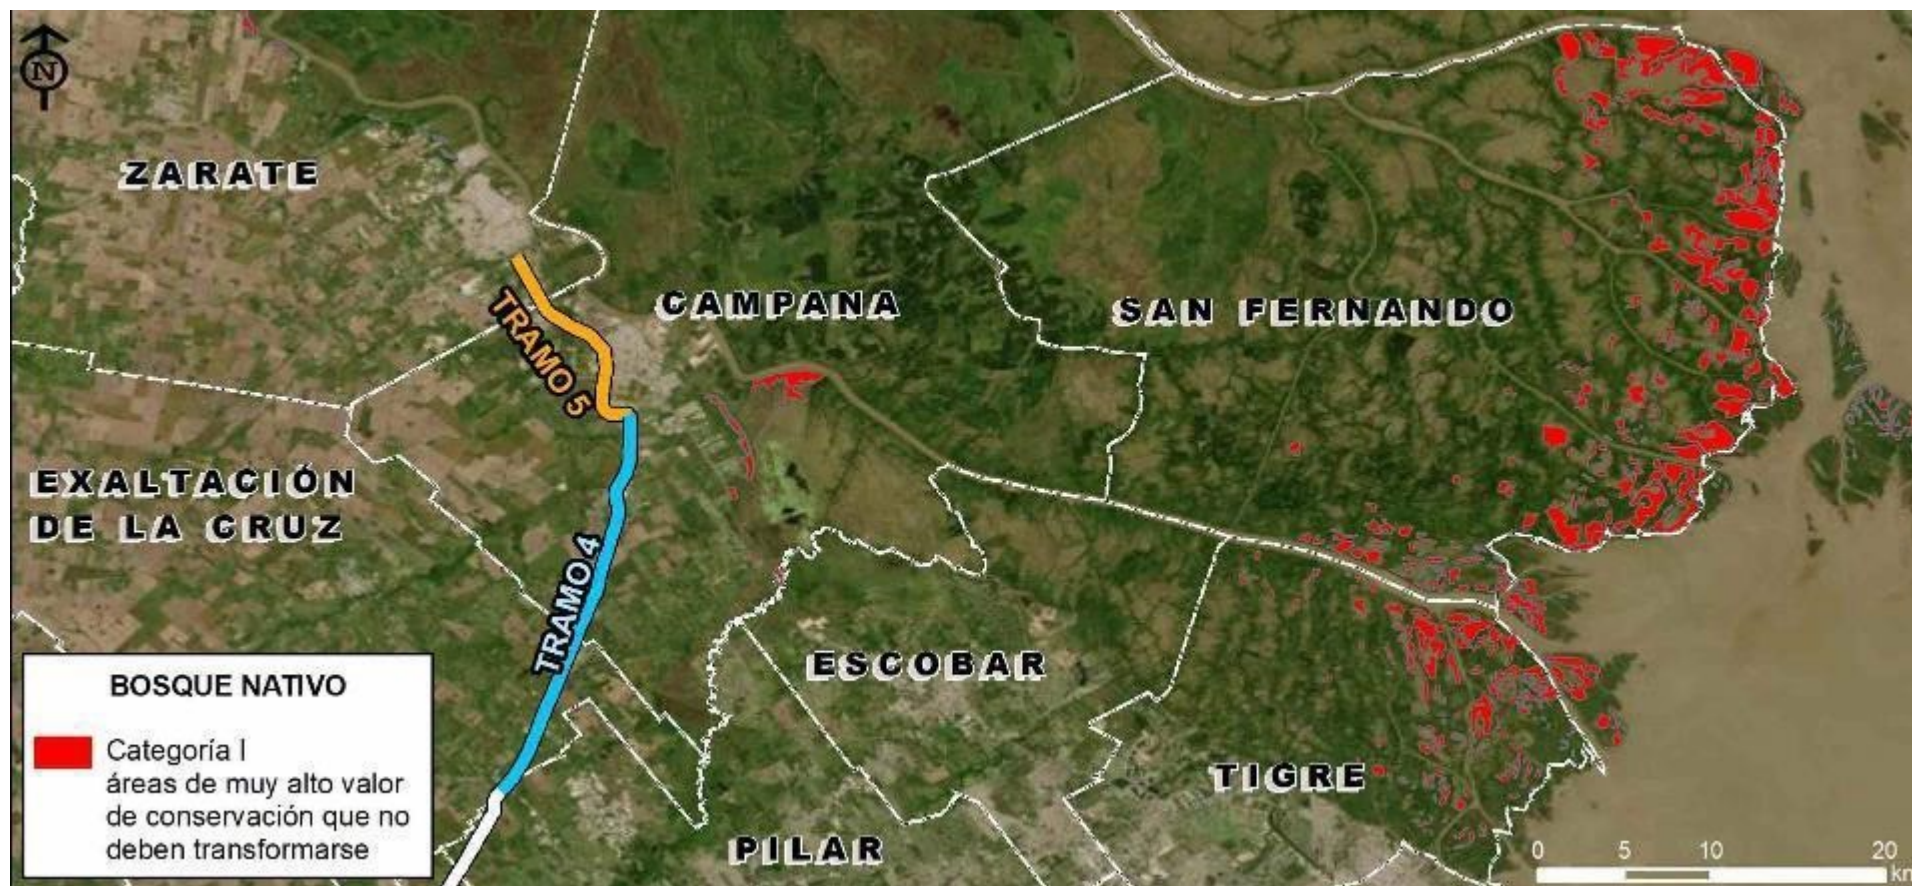 N
ZARATE
CAMPANA
SAN FERNANDO
TRAMO 5
EXALTACIÓN
DE LA CRUZ
TRAMO 4
ESCOBAR
TIGRE
PILAR
BOSQUE NATIVO
Categoría I
áreas de muy alto valor
de conservación que no
deben transformarse
0 5 10 20
km